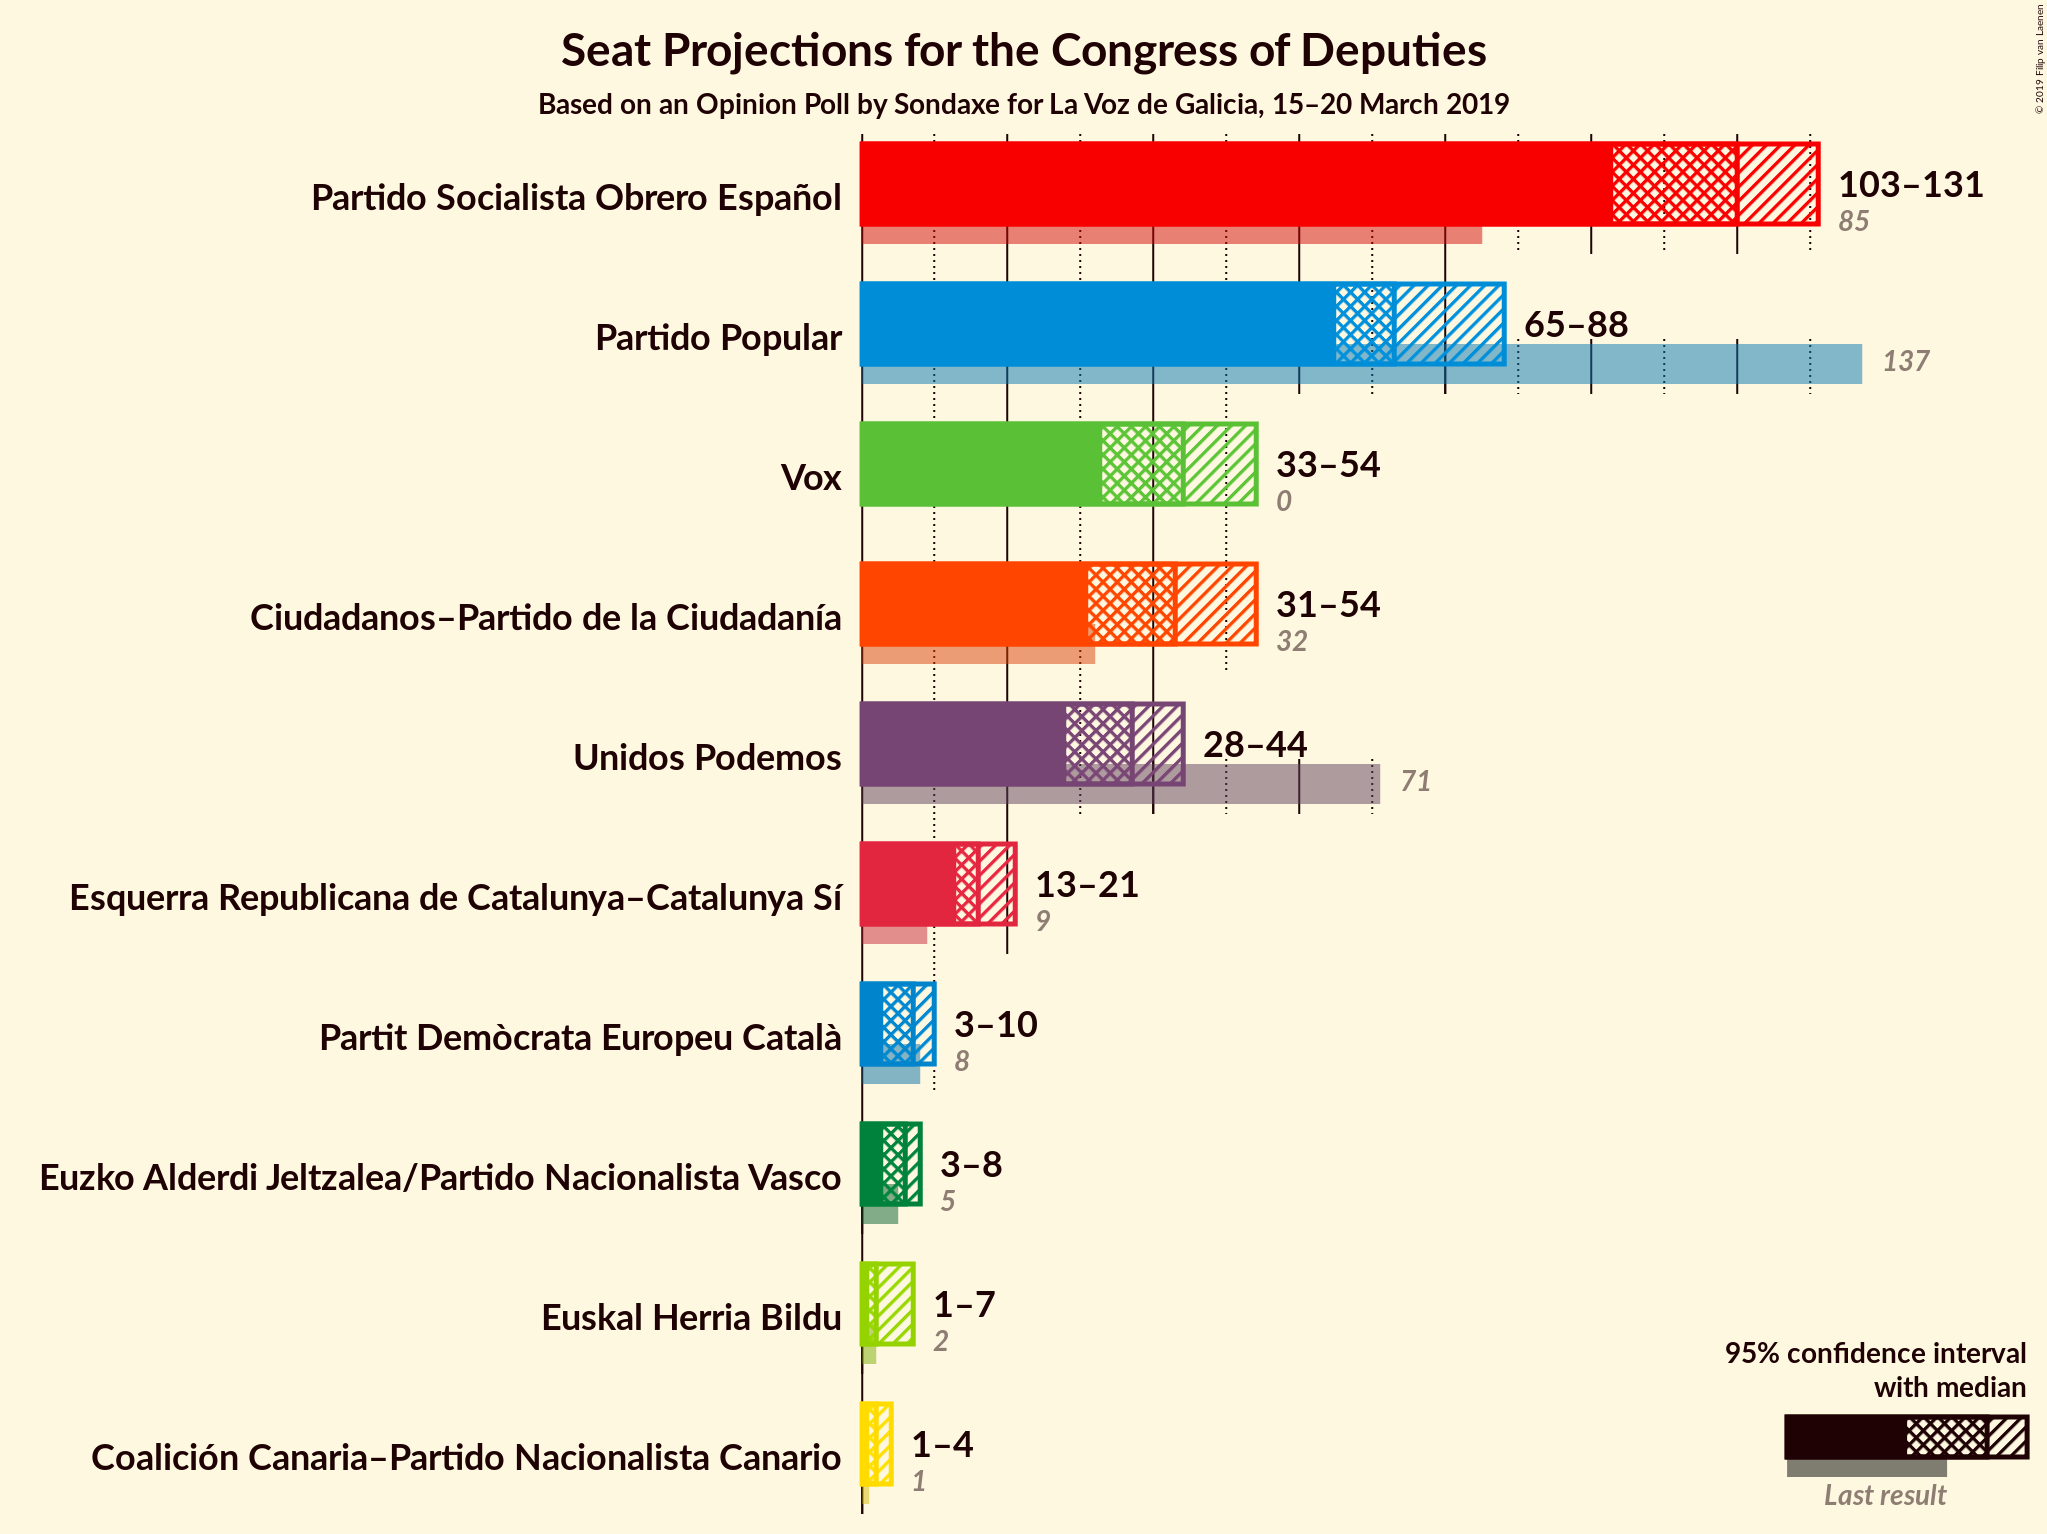 Seat Projections for the Congress of Deputies
Based on an Opinion Poll by Sondaxe for La Voz de Galicia, 15–20 March 2019
© 2019 Filip van Laenen
Partido Socialista Obrero Español
103–131
85
Partido Popular
65–88
137
Vox
33–54
0
Ciudadanos–Partido de la Ciudadanía
31–54
32
Unidos Podemos
28–44
71
Esquerra Republicana de Catalunya–Catalunya Sí
13–21
9
Partit Demòcrata Europeu Català
3–10
8
Euzko Alderdi Jeltzalea/Partido Nacionalista Vasco
3–8
5
Euskal Herria Bildu
1–7
2
Coalición Canaria–Partido Nacionalista Canario
1–4
1
95% confidence interval
with median
Last result